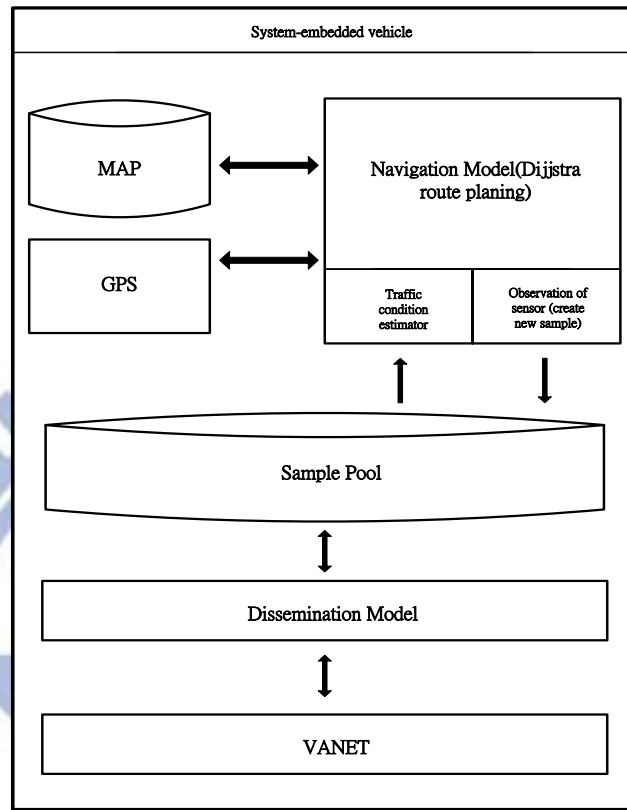 System-embedded vehicle
MAP
Navigation Model(Dijjstra
route planing)
GPS
Traffic
condition
estimator
Observation of
sensor (create
new sample)
Sample Pool
Dissemination Model
VANET